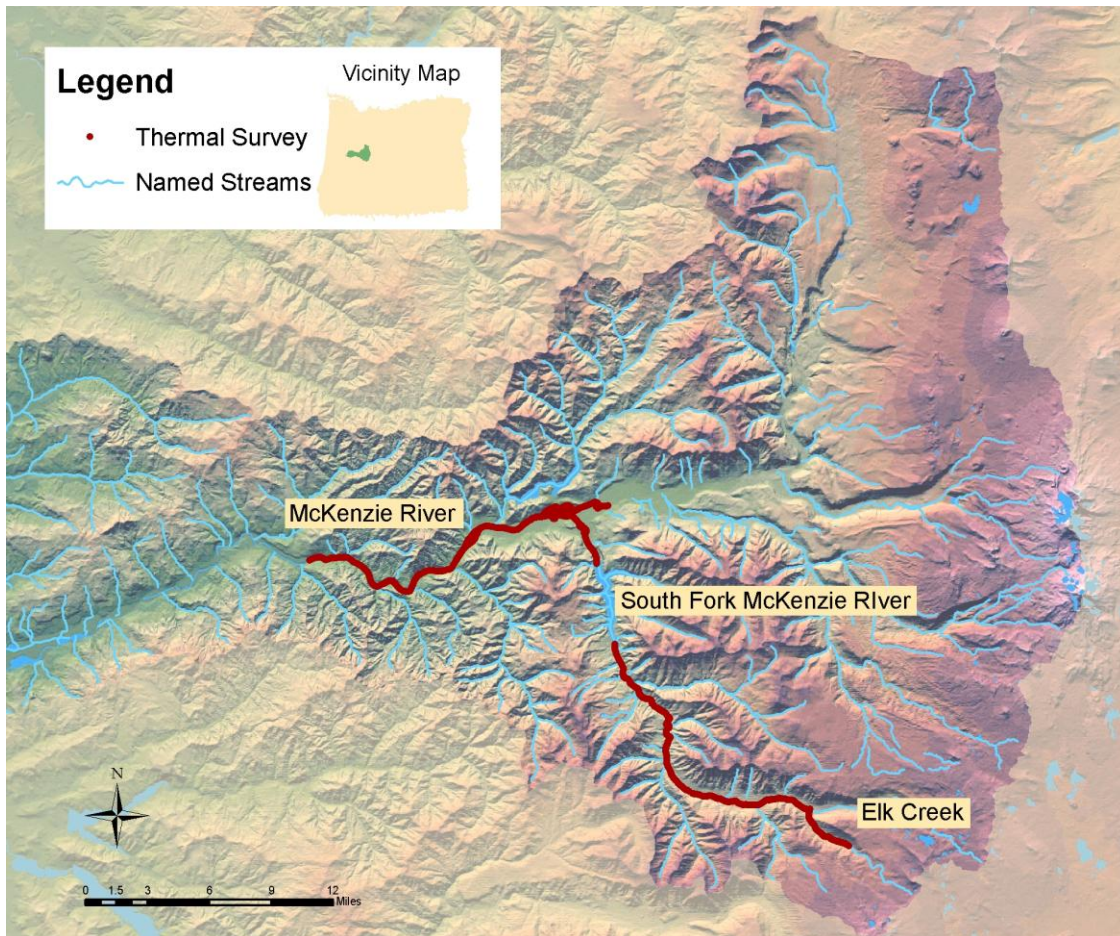 Legend
Vicinity Map
Thermal Survey
Named Streams
McKenzie River
South Fork McKenzie RIver
Elk Creek
N
0 1.5 3 6 9 12
Miles